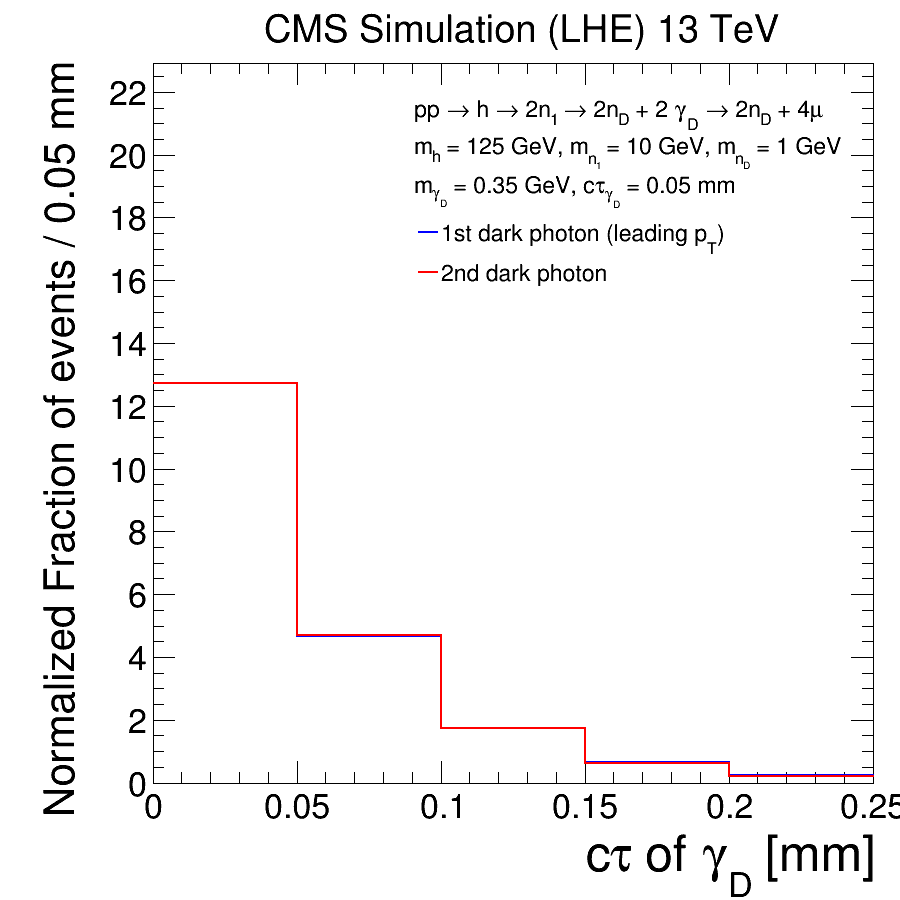 CMS Simulation (LHE) 13 TeV
Normalized Fraction of events / 0.05 mm
22
20
18
16
14
12
10
8
6
4
2
0
pp → h → 2n1 → 2nD + 2 γD → 2nD + 4μ
mh = 125 GeV, mn1 = 10 GeV, mnD = 1 GeV
mγD = 0.35 GeV, cτγD = 0.05 mm
1st dark photon (leading pT)
2nd dark photon
0 0.05 0.1 0.15 0.2 0.25
cτ of γD [mm]